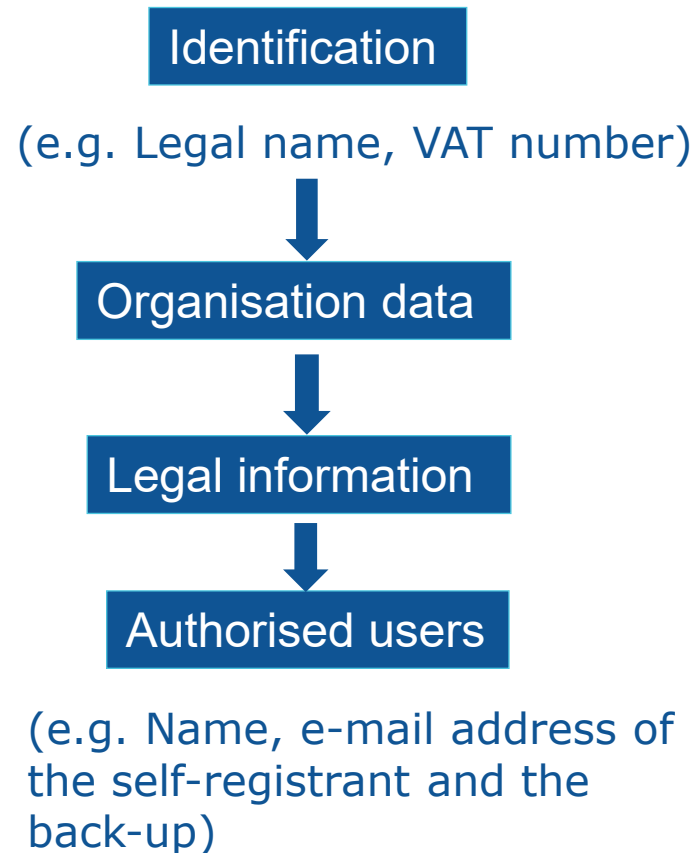 Identification
(e.g. Legal name, VAT number)
Organisation data
Legal information
Authorised users
(e.g. Name, e-mail address of
the self-registrant and the
back-up)